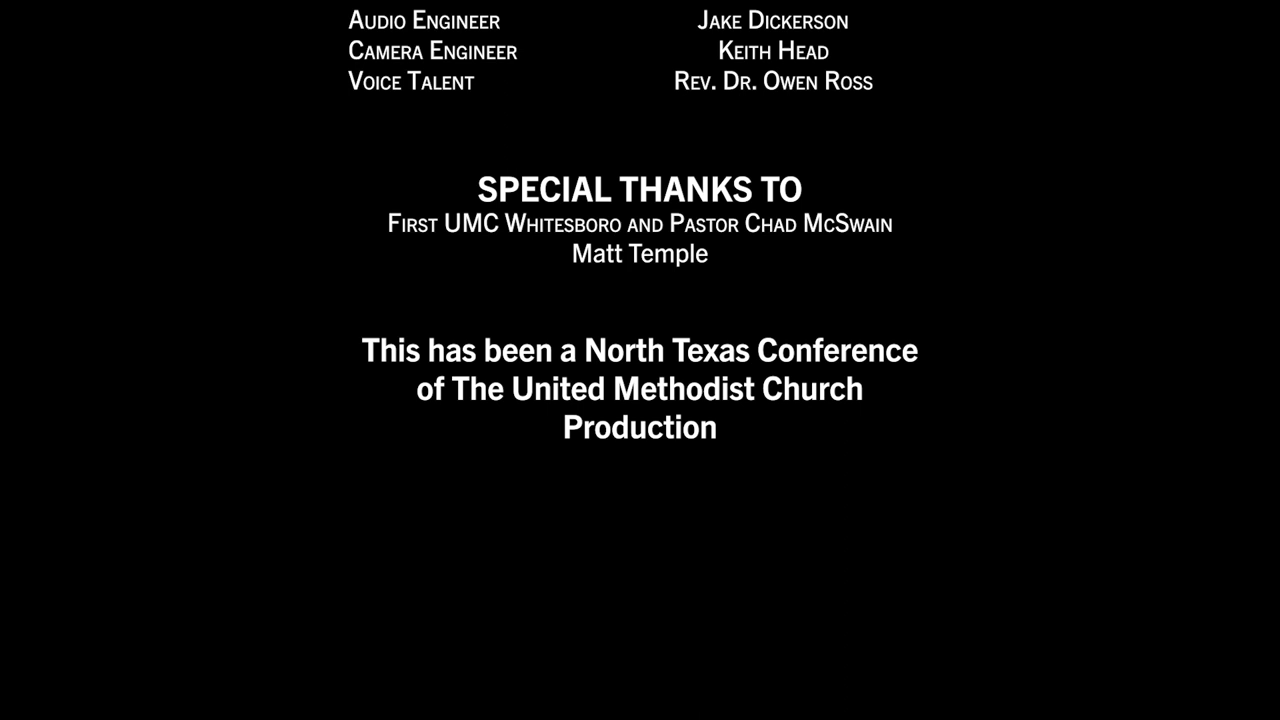 Audio Engineer Jake Dickerson
Camera Engineer Keith Head
Voice Talent Rev. Dr. Owen Ross
SPECIAL THANKS TO
First UMC Whitesboro and Pastor Chad McSwain
Matt Temple
This has been a North Texas Conference
of The United Methodist Church
Production